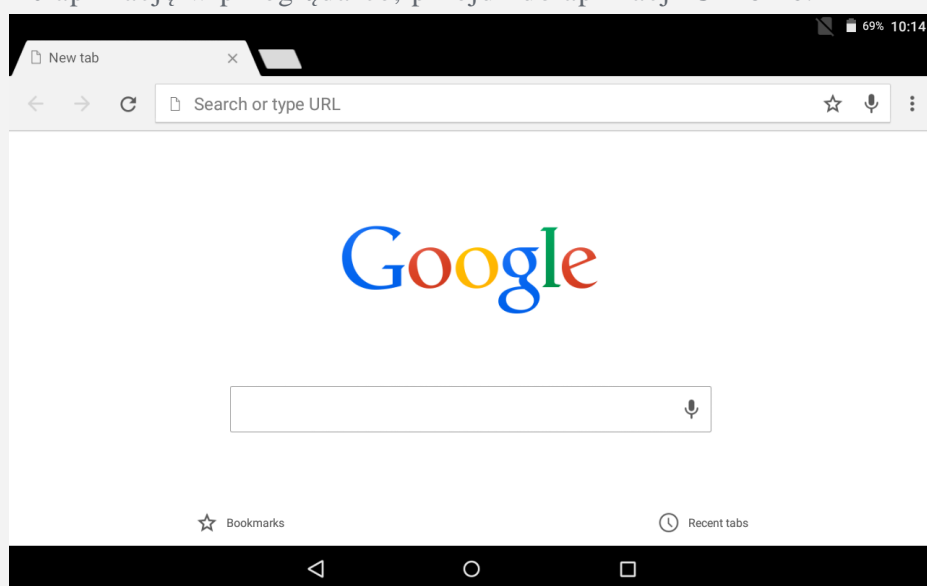 69% 10:14
New tab
Search or type URL
Google
Bookmarks
Recent tabs